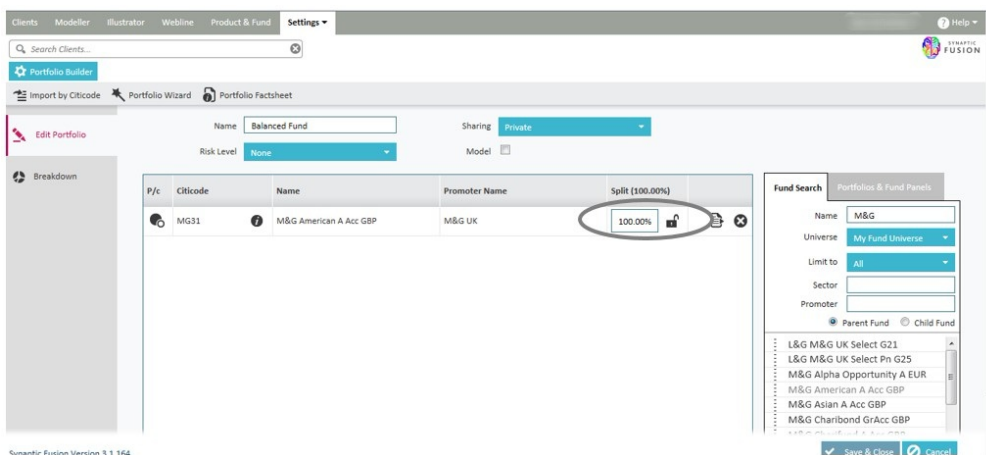 Clients Modeller Illustrator Webline Product & Fund Settings Help
Search Clients...
SYNAPTIC
FUSION
Portfolio Builder
Import by Citicode Portfolio Wizard Portfolio Factsheet
Edit Portfolio
Breakdown
Name Balanced Fund Sharing Private
Risk Level None Model
P/c Citicode Name Promoter Name Split (100.00%)
MG31 M&G American A Acc GBP M&G UK 100.00%
Fund Search Portfolios & Fund Panels
Name M&G
Universe My Fund Universe
Limit to All
Sector
Promoter
Parent Fund Child Fund
L&G M&G UK Select G21
L&G M&G UK Select Pn G25
M&G Alpha Opportunity A EUR
M&G American A Acc GBP
M&G Asian A Acc GBP
M&G Charibond GrAcc GBP
Synaptic Fusion Version 3.1.164
Save & Close Cancel